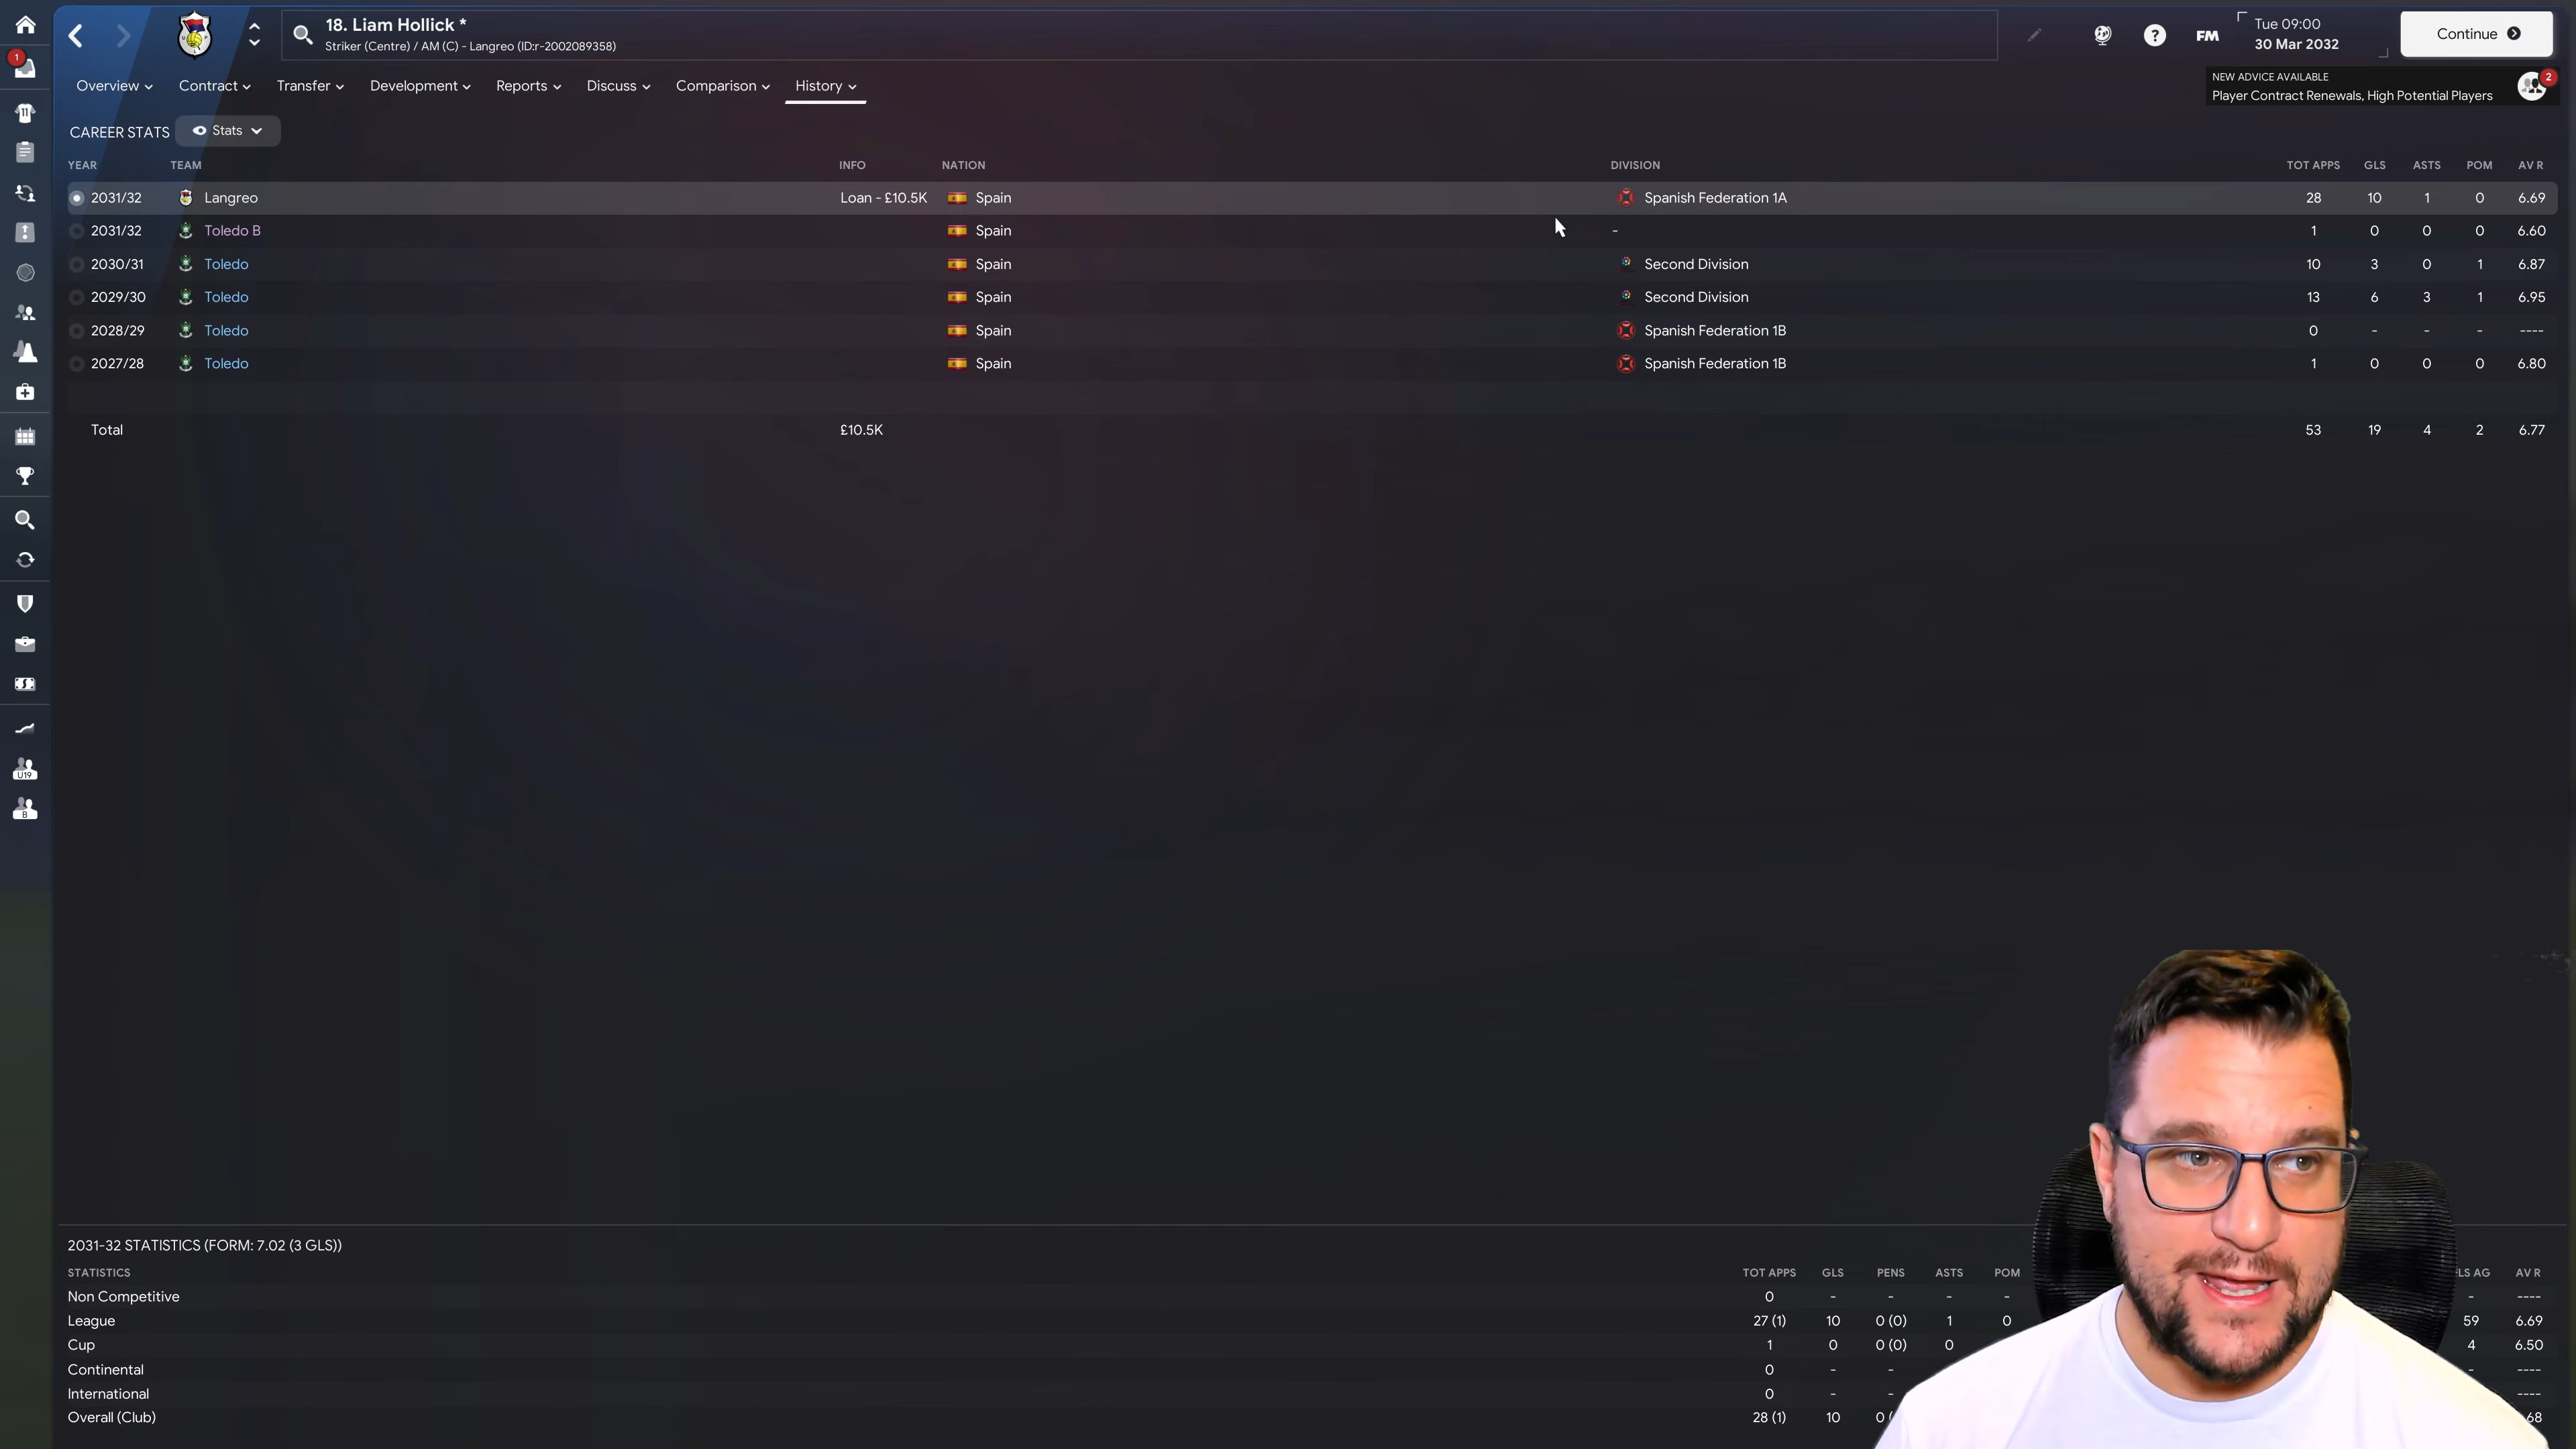 18. Liam Hollick *
Striker (Centre) / AM (C) - Langreo (ID:r-2002089358)
FM
Tue 09:00
30 Mar 2032
Continue
1
Overview
Contract
Transfer
Development
Reports
Discuss
Comparison
History
NEW ADVICE AVAILABLE
Player Contract Renewals, High Potential Players
2
CAREER STATS
Stats
YEAR TEAM INFO NATION DIVISION TOT APPS GLS ASTS POM AV R
2031/32 Langreo Loan - £10.5K Spain Spanish Federation 1A 28 10 1 0 6.69
2031/32 Toledo B Spain - 1 0 0 0 6.60
2030/31 Toledo Spain Second Division 10 3 0 1 6.87
2029/30 Toledo Spain Second Division 13 6 3 1 6.95
2028/29 Toledo Spain Spanish Federation 1B 0 - - - ----
2027/28 Toledo Spain Spanish Federation 1B 1 0 0 0 6.80
Total £10.5K 53 19 4 2 6.77
U19
B
2031-32 STATISTICS (FORM: 7.02 (3 GLS))
STATISTICS TOT APPS GLS PENS ASTS POM LS AG AV R
Non Competitive 0 - - - - - ----
League 27 (1) 10 0 (0) 1 0 59 6.69
Cup 1 0 0 (0) 0 4 6.50
Continental 0 - - - ----
International 0 - - ----
Overall (Club) 28 (1) 10 0 ( .68